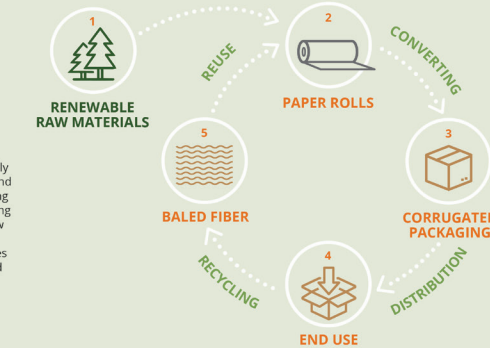 1
RENEWABLE
RAW MATERIALS
2
PAPER ROLLS
REUSE
CONVERTING
3
CORRUGATED
PACKAGING
DISTRIBUTION
4
END USE
RECYCLING
5
BALED FIBER